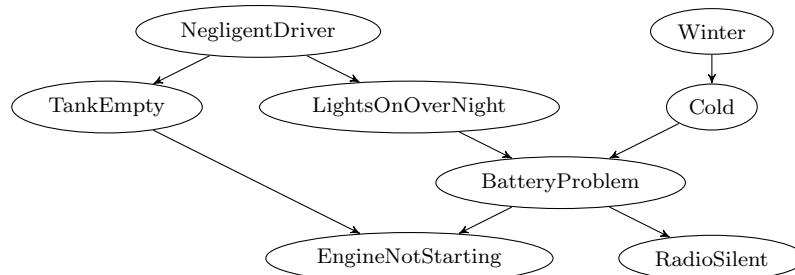 NegligentDriver
Winter
TankEmpty
LightsOnOverNight
Cold
BatteryProblem
EngineNotStarting
RadioSilent